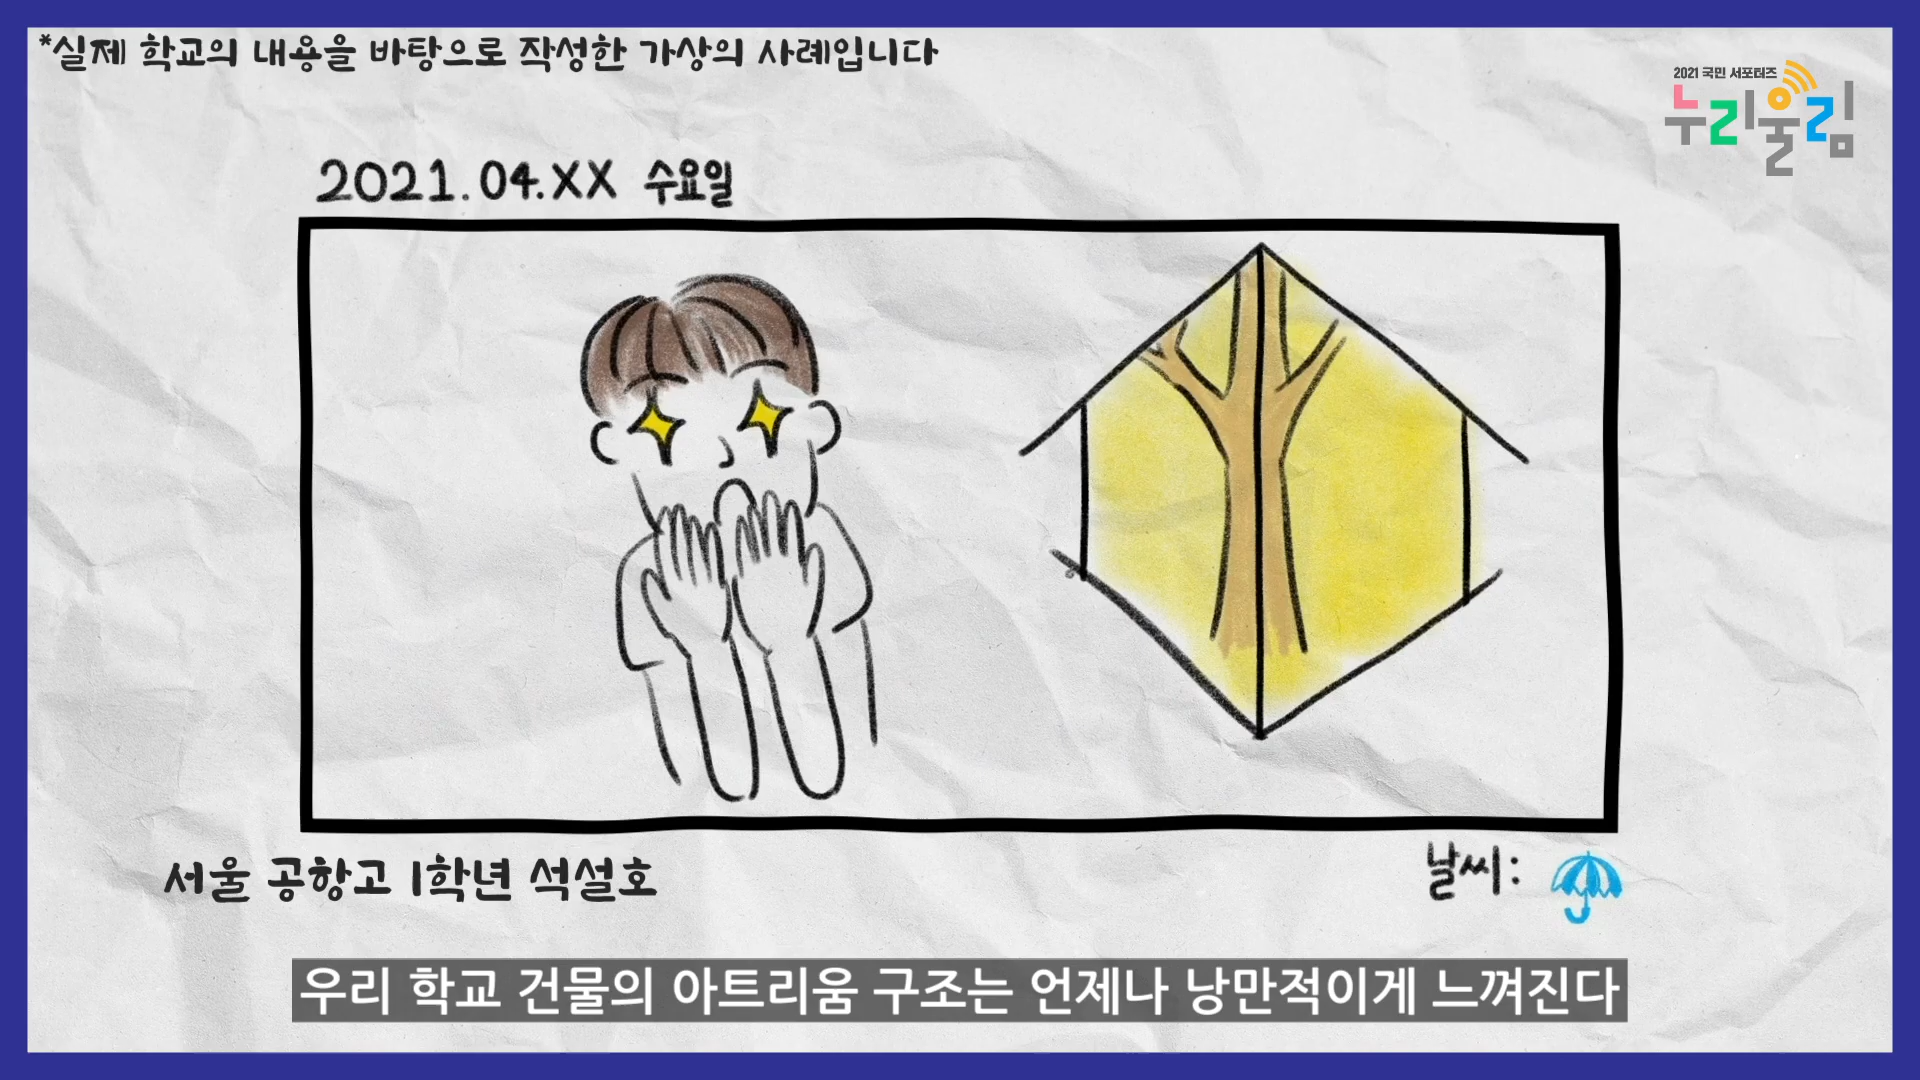 *실제 학교의 내용을 바탕으로 작성한 가상의 사례입니다
2021 국민 서포터즈
누리울림
2021.04.XX 수요일
서울 공항고 1학년 석설호
날씨:
우리 학교 건물의 아트리움 구조는 언제나 낭만적이게 느껴진다